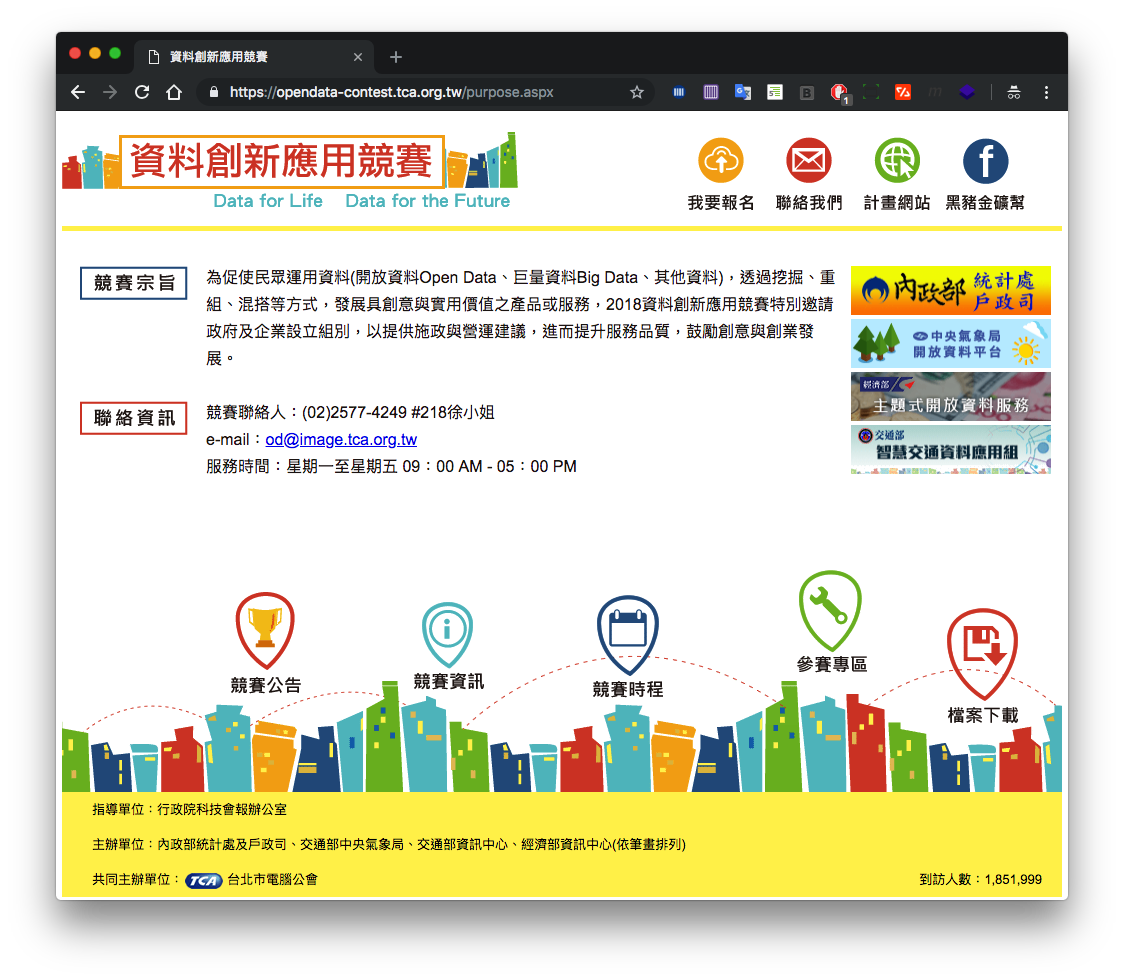 資料創新應用競賽
https://opendata-contest.tca.org.tw/purpose.aspx
1
資料創新應用競賽
Data for Life Data for the Future
我要報名
聯絡我們
計畫網站
黑豬金礦幫
競賽宗旨
為促使民眾運用資料(開放資料Open Data、巨量資料Big Data、其他資料)，透過挖掘、重
組、混搭等方式，發展具創意與實用價值之產品或服務，2018資料創新應用競賽特別邀請
政府及企業設立組別，以提供施政與營運建議，進而提升服務品質，鼓勵創意與創業發
展。
聯絡資訊
競賽聯絡人：(02)2577-4249 #218徐小姐
e-mail：od@image.tca.org.tw
服務時間：星期一至星期五 09：00 AM - 05：00 PM
內政部 統計處
戶政司
中央氣象局
開放資料平台
經濟部
主題式開放資料服務
交通部
智慧交通資料應用組
競賽公告
競賽資訊
競賽時程
參賽專區
檔案下載
指導單位：行政院科技會報辦公室
主辦單位：內政部統計處及戶政司、交通部中央氣象局、交通部資訊中心、經濟部資訊中心(依筆畫排列)
共同主辦單位： TCA 台北市電腦公會
到訪人數：1,851,999